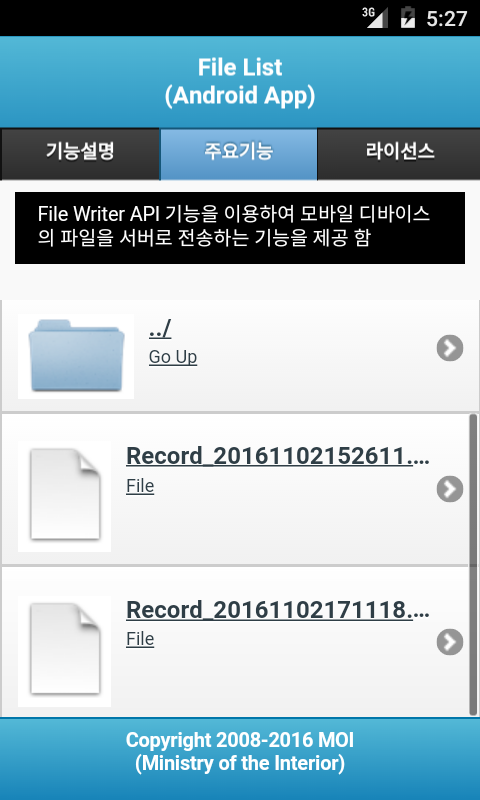 3G 5:27
File List
(Android App)
기능설명 주요기능 라이선스
File Writer API 기능을 이용하여 모바일 디바이스
의 파일을 서버로 전송하는 기능을 제공 함
../
Go Up
Record_20161102152611....
File
Record_20161102171118....
File
Copyright 2008-2016 MOI
(Ministry of the Interior)